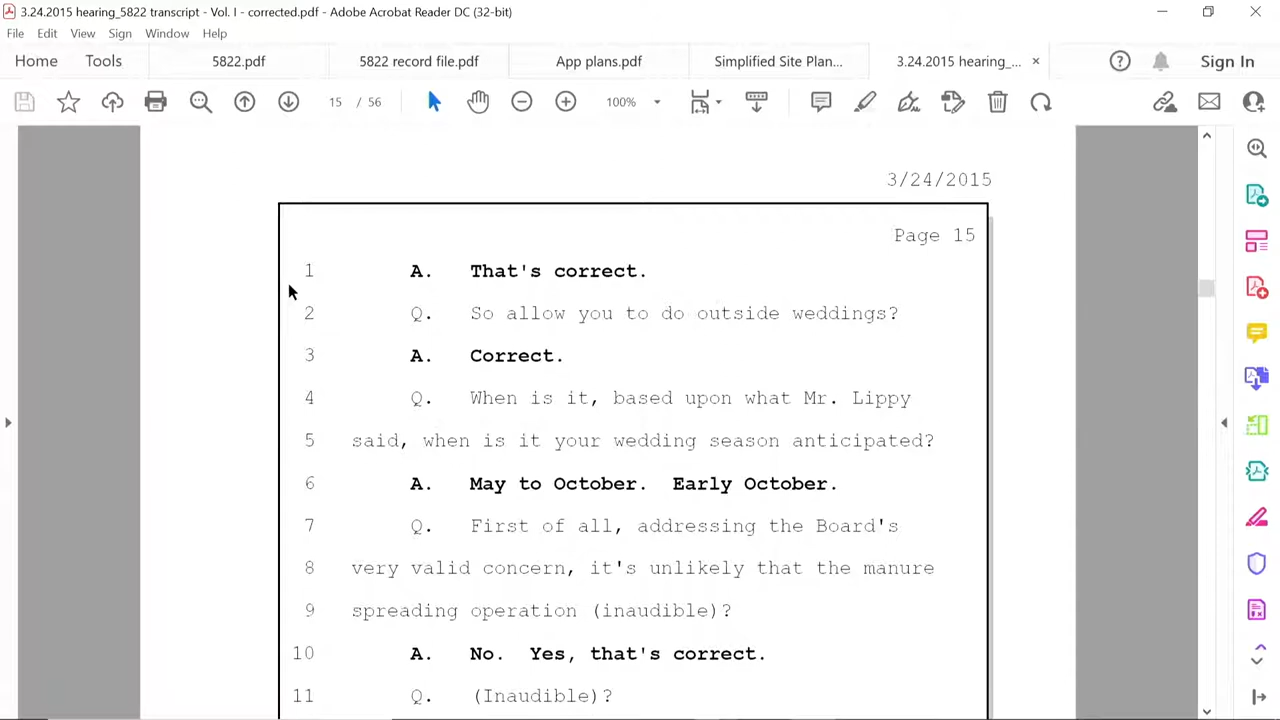 3.24.2015 hearing_5822 transcript - Vol. I - corrected.pdf - Adobe Acrobat Reader DC (32-bit)
File Edit View Sign Window Help
Home Tools 5822.pdf 5822 record file.pdf App plans.pdf Simplified Site Plan... 3.24.2015 hearing_... × Sign In
15 / 56 100%
3/24/2015
Page 15
1 A. That's correct.
2 Q. So allow you to do outside weddings?
3 A. Correct.
4 Q. When is it, based upon what Mr. Lippy
5 said, when is it your wedding season anticipated?
6 A. May to October. Early October.
7 Q. First of all, addressing the Board's
8 very valid concern, it's unlikely that the manure
9 spreading operation (inaudible)?
10 A. No. Yes, that's correct.
11 Q. (Inaudible)?